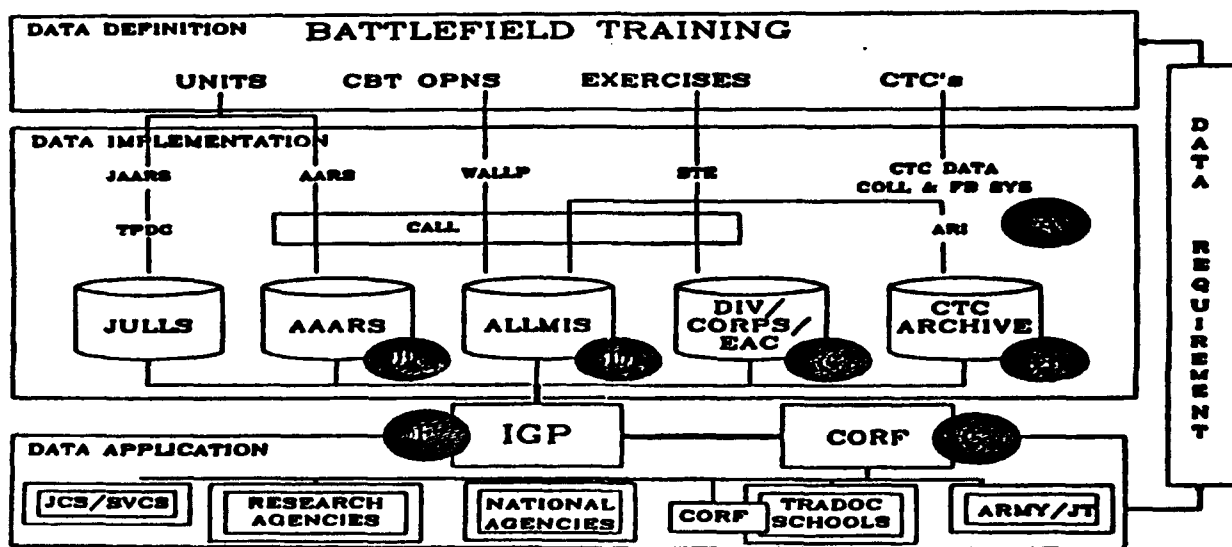 DATA DEFINITION BATTLEFIELD TRAINING
UNITS CBT OPNS EXERCISES CTC's
DATA IMPLEMENTATION
JAARS AARS WALLP STE CTC DATA
COLL & FB SYS
TPDC CALL ARI
JULLS AAARS ALLMIS
DIV/
CORPS/
EAC
CTC
ARCHIVE
IGP CORF
DATA APPLICATION
JCS/SVCS
RESEARCH
AGENCIES
NATIONAL
AGENCIES
CORF
TRADOC
SCHOOLS
ARMY/JT
DATA REQUIREMENT